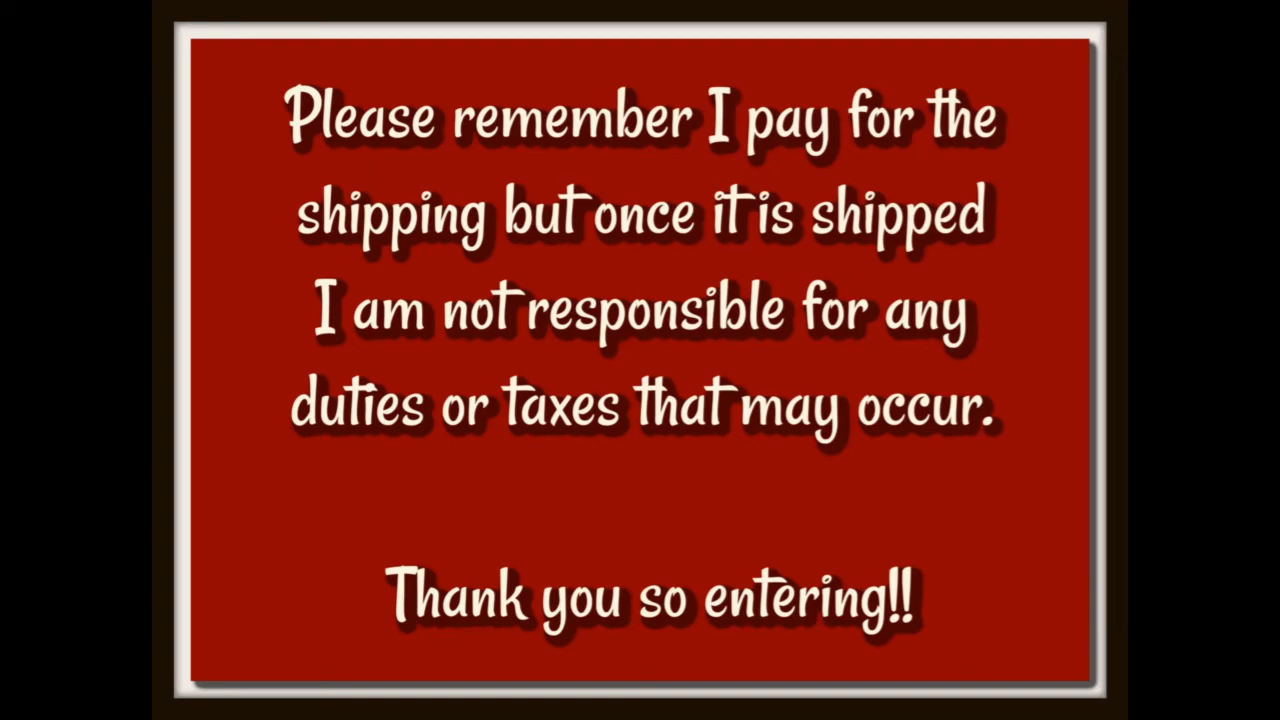 Please remember I pay for the
shipping but once it is shipped
I am not responsible for any
duties or taxes that may occur.
Thank you so entering!!